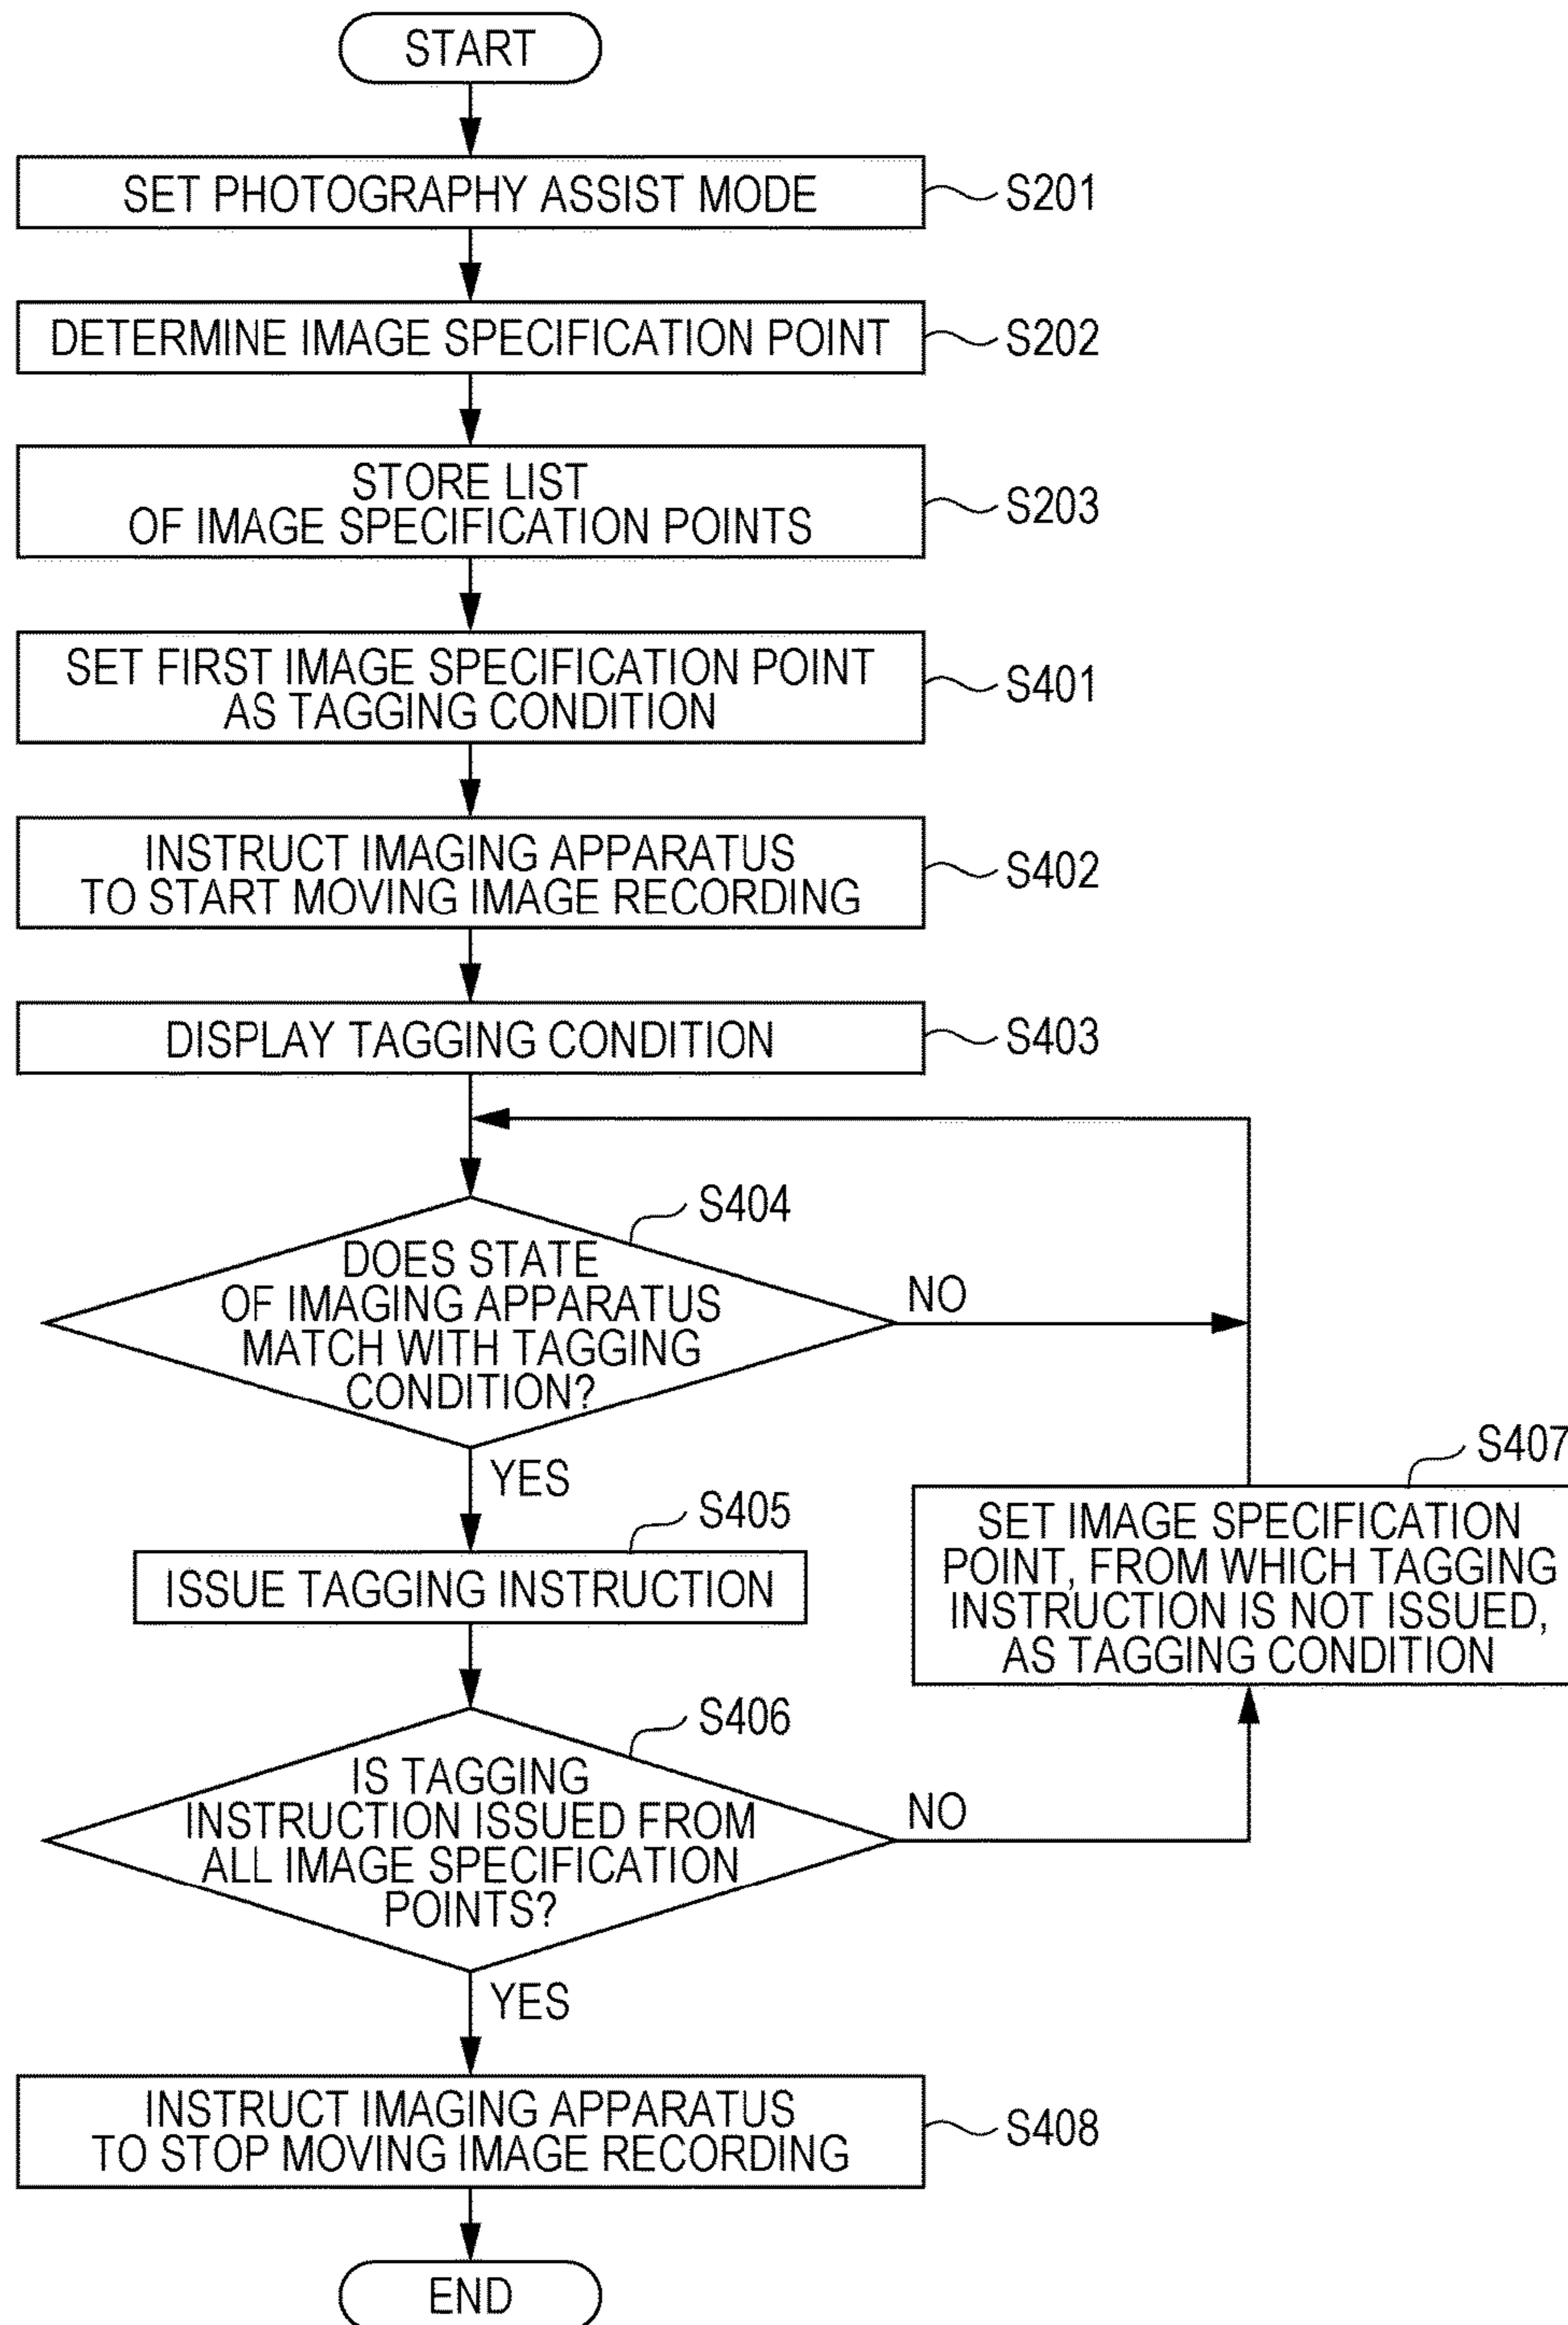 START
SET PHOTOGRAPHY ASSIST MODE
S201
DETERMINE IMAGE SPECIFICATION POINT
S202
STORE LIST
OF IMAGE SPECIFICATION POINTS
S203
SET FIRST IMAGE SPECIFICATION POINT
AS TAGGING CONDITION
S401
INSTRUCT IMAGING APPARATUS
TO START MOVING IMAGE RECORDING
S402
DISPLAY TAGGING CONDITION
S403
S404
DOES STATE
OF IMAGING APPARATUS
MATCH WITH TAGGING
CONDITION?
NO
YES
S405
ISSUE TAGGING INSTRUCTION
S407
SET IMAGE SPECIFICATION
POINT, FROM WHICH TAGGING
INSTRUCTION IS NOT ISSUED,
AS TAGGING CONDITION
S406
IS TAGGING
INSTRUCTION ISSUED FROM
ALL IMAGE SPECIFICATION
POINTS?
NO
YES
INSTRUCT IMAGING APPARATUS
TO STOP MOVING IMAGE RECORDING
S408
END